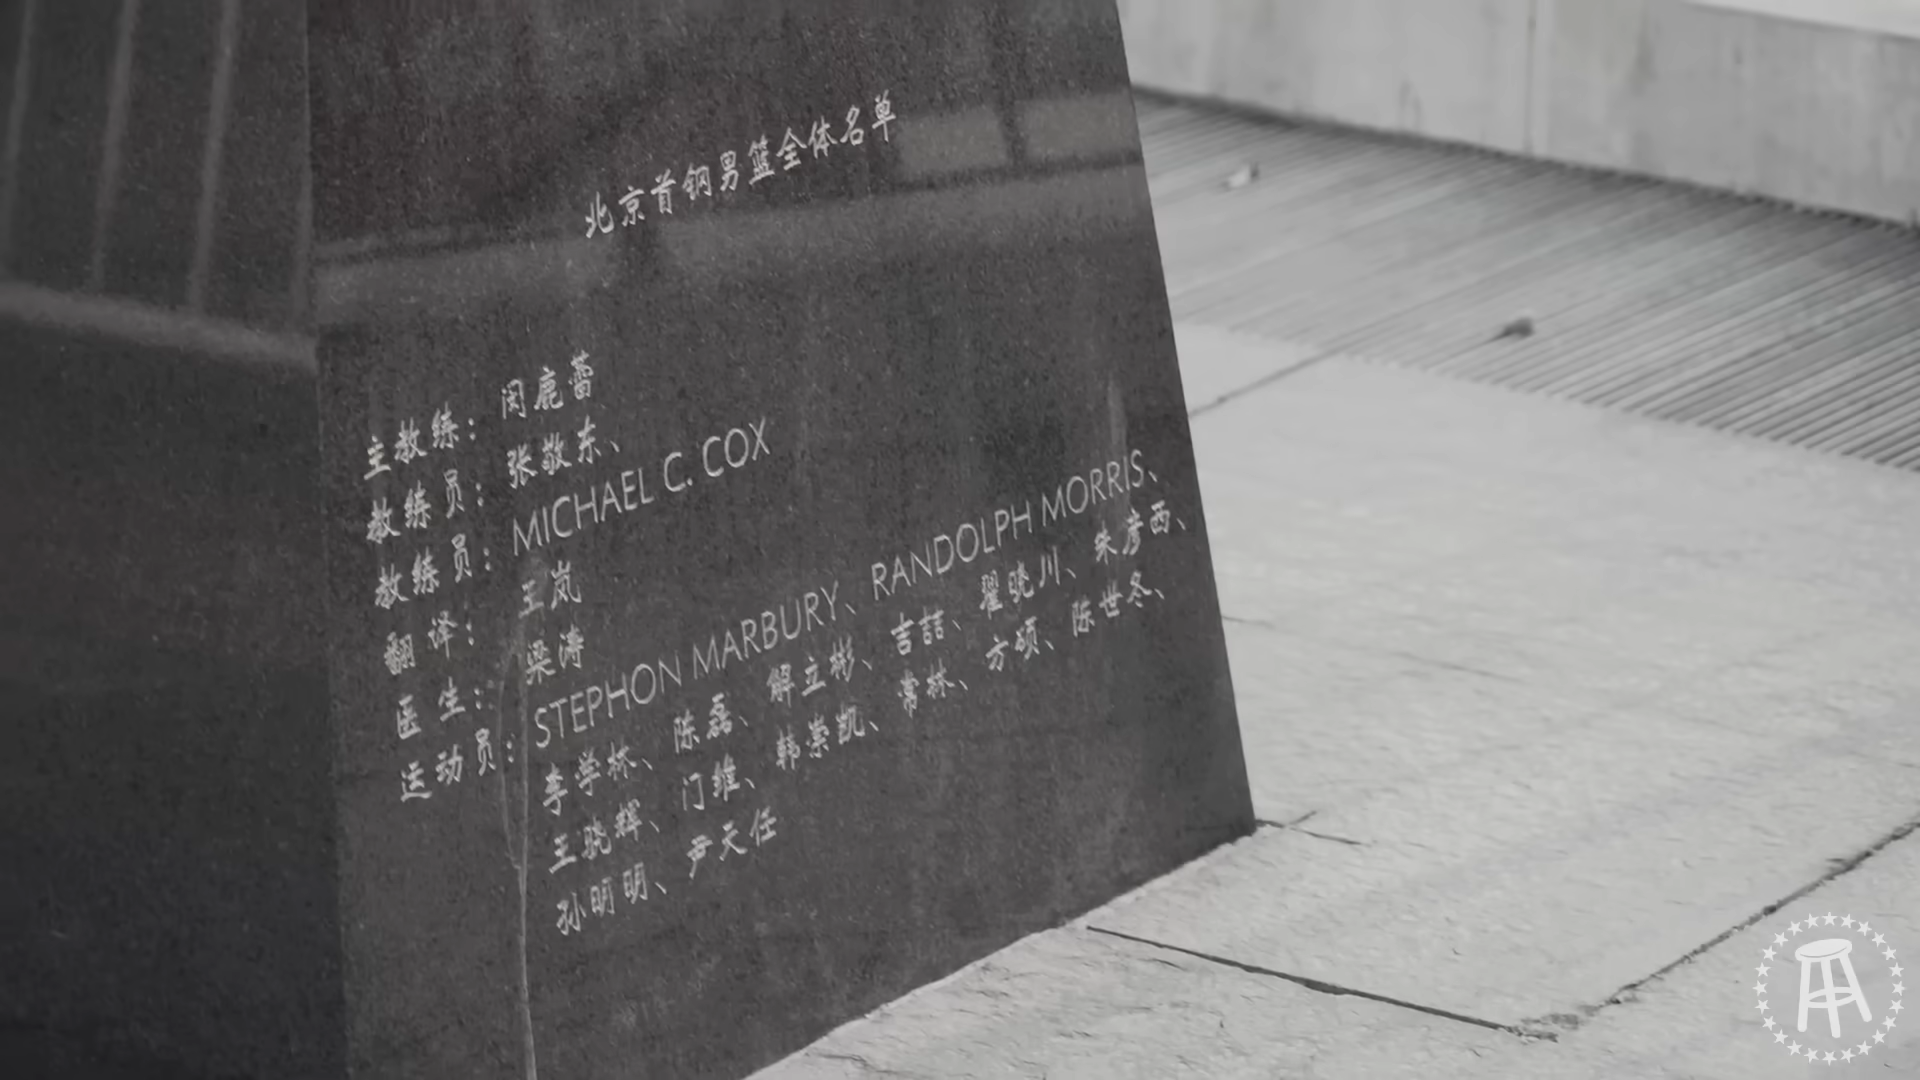 北京首钢男篮全体名单
主教练：闵鹿蕾
教练员：张敬东、
教练员：MICHAEL C. COX
翻译：王岚
医生：梁涛
运动员：STEPHON MARBURY、RANDOLPH MORRIS、
李学林、陈磊、解立彬、吉喆、翟晓川、朱彦西、
王骁辉、门维、韩崇凯、常林、方硕、陈世冬、
孙明明、尹天任